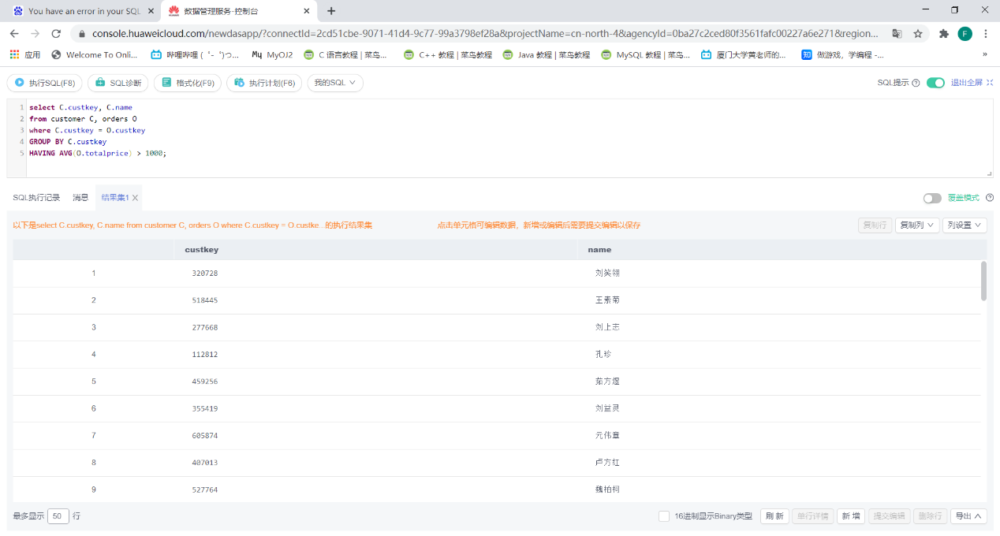 You have an error in your SQL
数据管理服务-控制台
console.huaweicloud.com/newdasapp/?connectId=2cd51cbe-9071-41d4-9c77-99a3798ef28a&projectName=cn-north-4&agencyId=0ba27c2ced80f3561fafc00227a6e271&region...
F
应用
Welcome To Onli...
哔哩哔哩 (゜-゜)つ...
My MyOJ2
C 语言教程 | 菜鸟...
C++ 教程 | 菜鸟教程
Java 教程 | 菜鸟教程
MySQL 教程 | 菜鸟...
厦门大学黄老师的...
知 做游戏，学编程 -...
»
执行SQL(F8)
SQL诊断
格式化(F9)
执行计划(F6)
我的SQL
SQL提示
退出全屏
1 select C.custkey, C.name
2 from customer C, orders O
3 where C.custkey = O.custkey
4 GROUP BY C.custkey
5 HAVING AVG(O.totalprice) > 1000;
SQL执行记录
消息
结果集1
覆盖模式
以下是select C.custkey, C.name from customer C, orders O where C.custkey = O.custke...的执行结果集
点击单元格可编辑数据，新增或编辑后需要提交编辑以保存
复制行
复制列
列设置
custkey name
1 320728 刘笑翎
2 518445 王素菊
3 277668 刘上志
4 112812 孔珍
5 459256 茹方煜
6 355419 刘益灵
7 605874 元伟童
8 407013 卢方红
9 527764 魏柏柯
最多显示 50 行
16进制显示Binary类型
刷 新
单行详情
新 增
提交编辑
删除行
导出